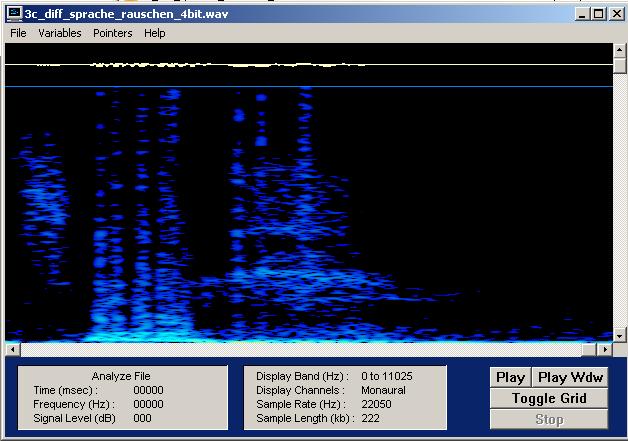 3c_diff_sprache_rauschen_4bit.wav
File Variables Pointers Help
Analyze File
Time (msec) : 00000
Frequency (Hz) : 00000
Signal Level (dB) 000
Display Band (Hz) : 0 to 11025
Display Channels : Monaural
Sample Rate (Hz) : 22050
Sample Length (kb) : 222
Play Play Wdw
Toggle Grid
Stop